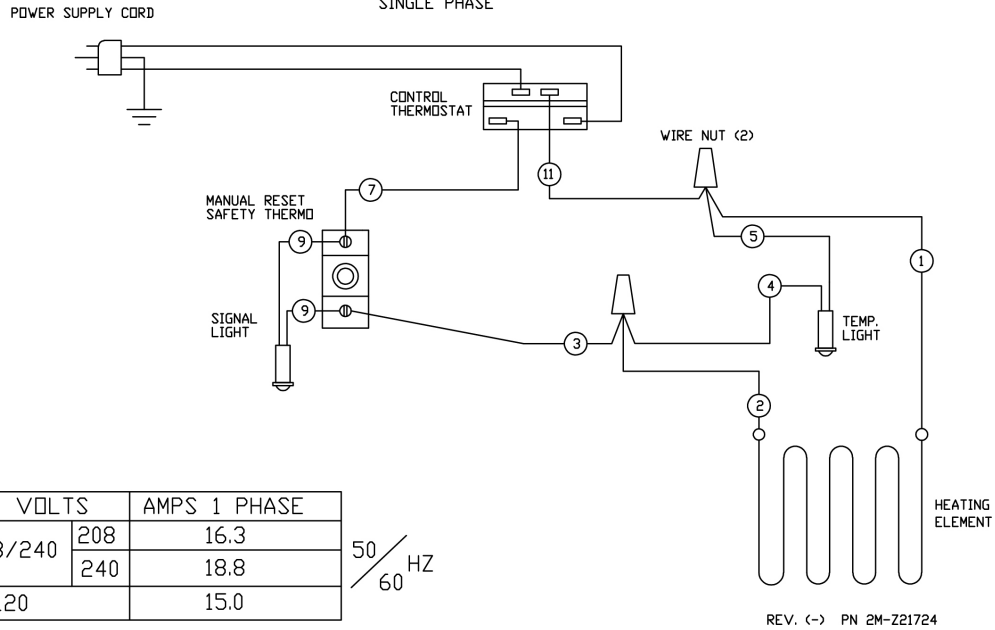 SINGLE PHASE
POWER SUPPLY CORD
CONTROL
THERMOSTAT
WIRE NUT (2)
11
7
MANUAL RESET
SAFETY THERMO
9
5
1
4
9
SIGNAL
LIGHT
TEMP.
LIGHT
3
2
VOLTS AMPS 1 PHASE
/240 208 16.3
240 18.8
50/60 HZ
20 15.0
HEATING
ELEMENT
REV. (-) PN 2M-Z21724